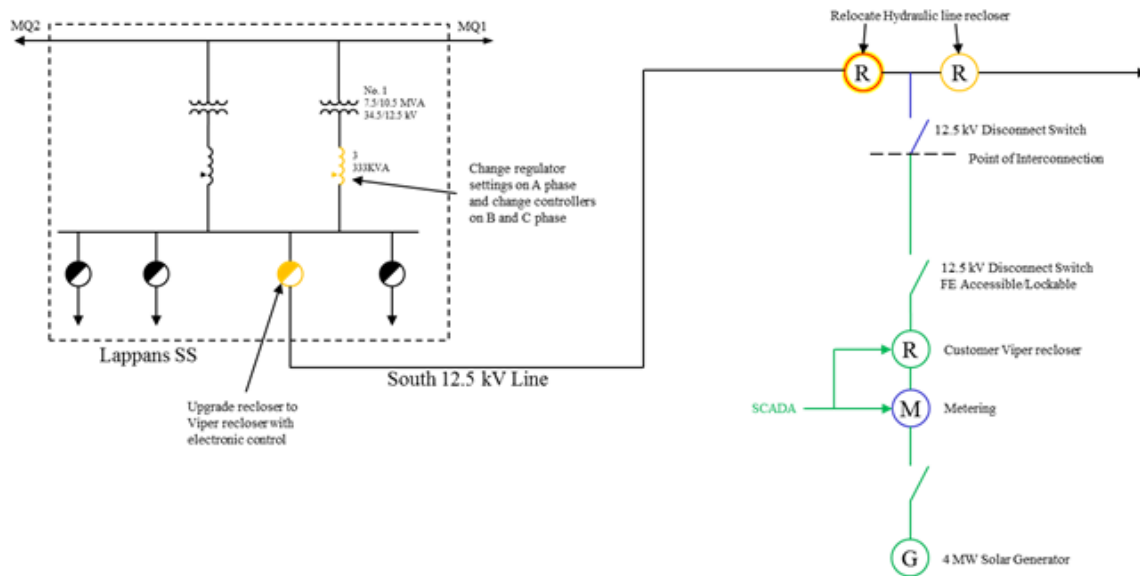 MQ2
MQ1
Relocate Hydraulic line recloser
R
R
No. 1
7.5/10.5 MVA
34.5/12.5 kV
3
333KVA
Change regulator
settings on A phase
and change controllers
on B and C phase
12.5 kV Disconnect Switch
Point of Interconnection
12.5 kV Disconnect Switch
FE Accessible/Lockable
Lappans SS
South 12.5 kV Line
R
Customer Viper recloser
Upgrade recloser to
Viper recloser with
electronic control
SCADA
M
Metering
G
4 MW Solar Generator